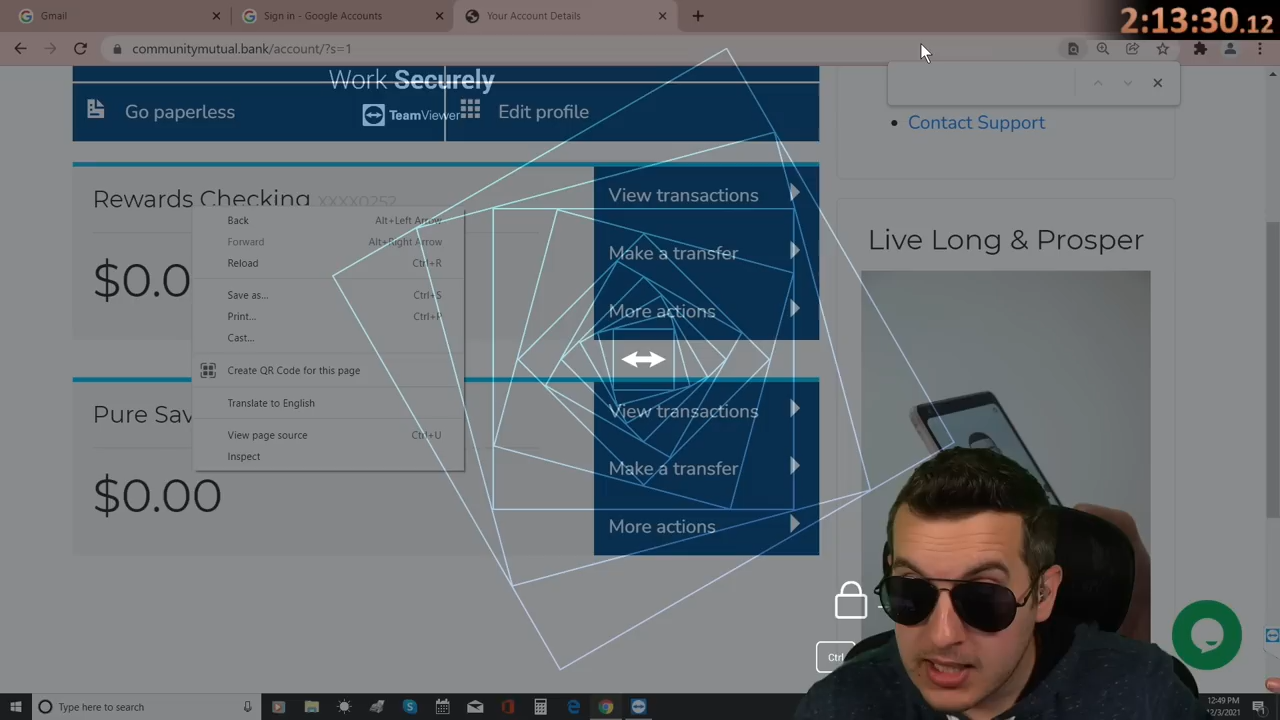 Gmail
Sign in - Google Accounts
Your Account Details
2:13:30.12
communitymutual.bank/account/?s=1
Work Securely
TeamViewer
Go paperless
Edit profile
Contact Support
Rewards Checking XXXX0252
$0.0
View transactions
Make a transfer
More actions
Back Alt+Left Arrow
Forward Alt+Right Arrow
Reload Ctrl+R
Save as... Ctrl+S
Print... Ctrl+P
Cast...
Create QR Code for this page
Translate to English
View page source Ctrl+U
Inspect
Live Long & Prosper
Pure Sav
$0.00
View transactions
Make a transfer
More actions
Ctrl
Type here to search
12:49 PM
12/3/2021